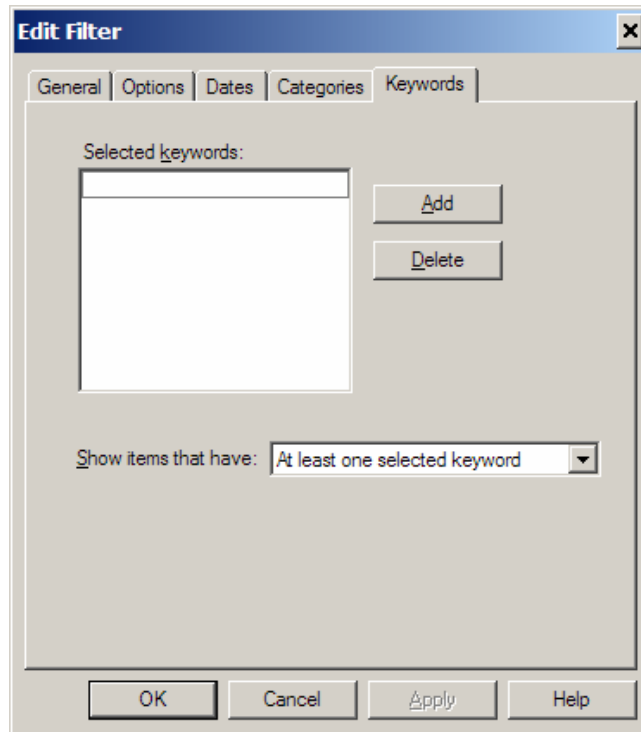 Edit Filter
General Options Dates Categories Keywords
Selected keywords:
Add
Delete
Show items that have: At least one selected keyword
OK Cancel Apply Help